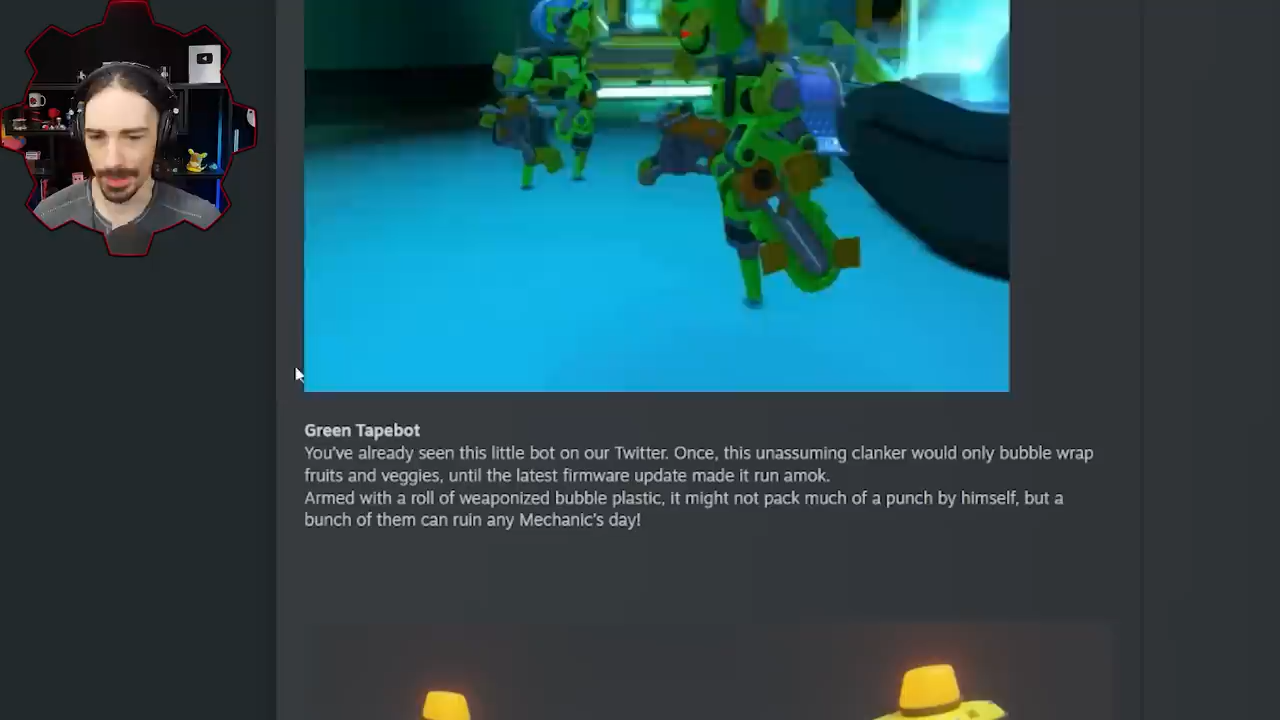 Green Tapebot
You've already seen this little bot on our Twitter. Once, this unassuming clanker would only bubble wrap
fruits and veggies, until the latest firmware update made it run amok.
Armed with a roll of weaponized bubble plastic, it might not pack much of a punch by himself, but a
bunch of them can ruin any Mechanic's day!